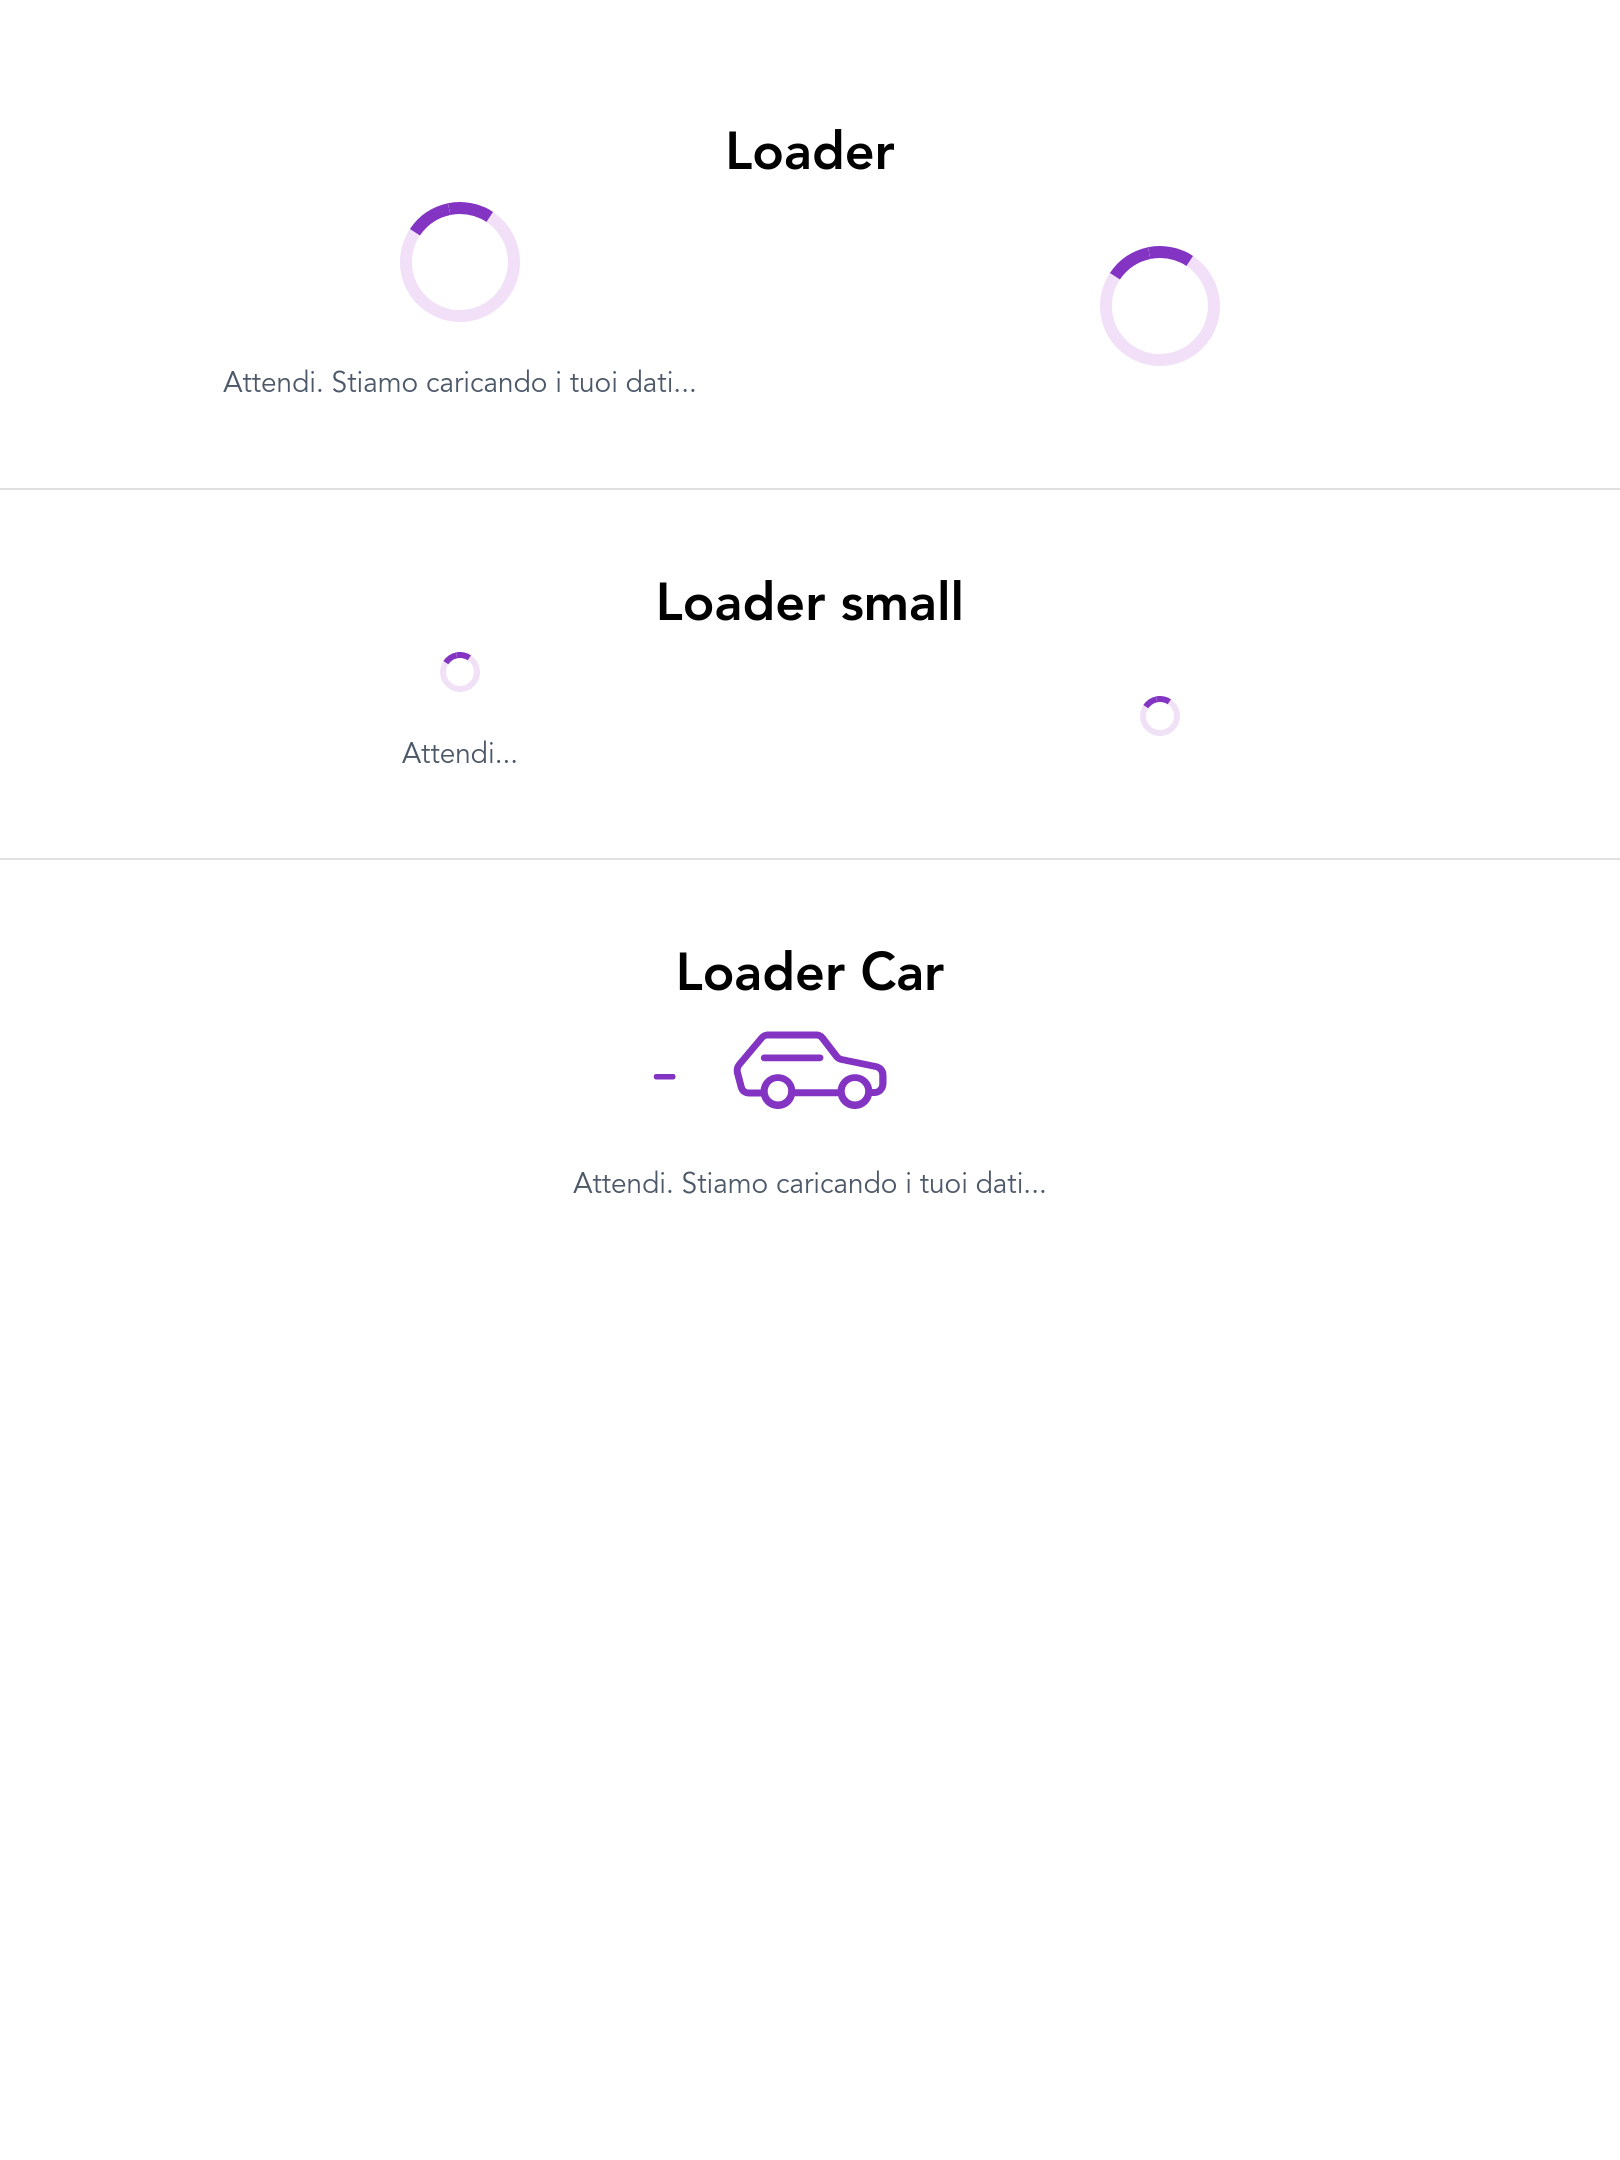 Loader
Attendi. Stiamo caricando i tuoi dati...
Loader small
Attendi...
Loader Car
Attendi. Stiamo caricando i tuoi dati...